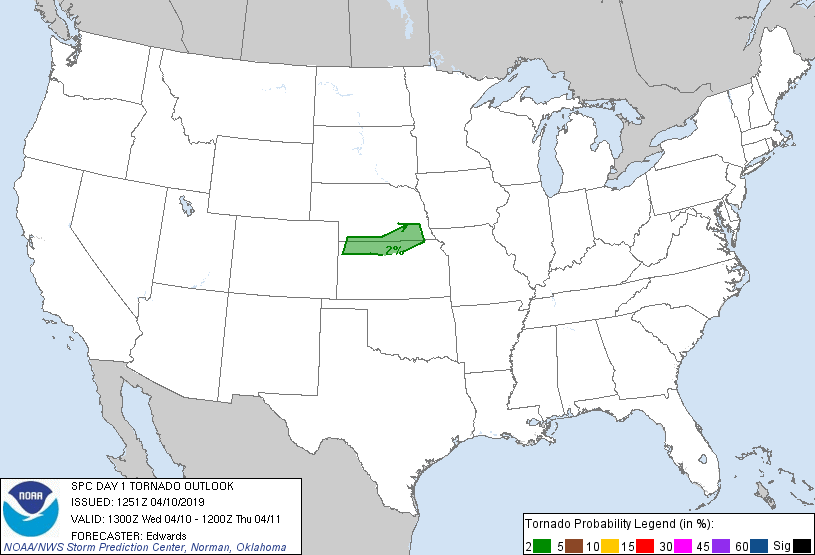 2%
NOAA
SPC DAY 1 TORNADO OUTLOOK
ISSUED: 1251Z 04/10/2019
VALID: 1300Z Wed 04/10 - 1200Z Thu 04/11
FORECASTER: Edwards
NOAA/NWS Storm Prediction Center, Norman, Oklahoma
Tornado Probability Legend (in %):
2 5 10 15 30 45 60 Sig